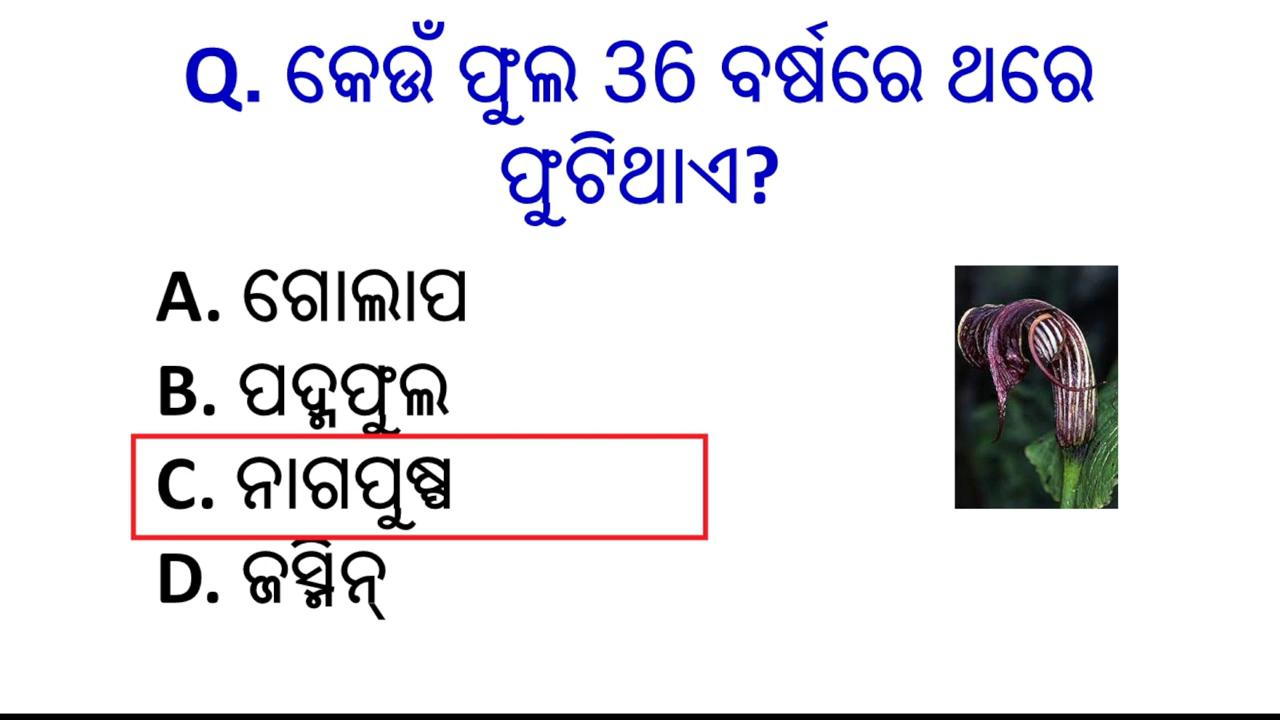 Q. କେଉଁ ଫୁଲ 36 ବର୍ଷରେ ଥରେ
ଫୁଟିଥାଏ?
A. ଗୋଲାପ
B. ପଦ୍ମଫୁଲ
C. ନାଗପୁଷ୍ପ
D. ଜସ୍ମିନ୍